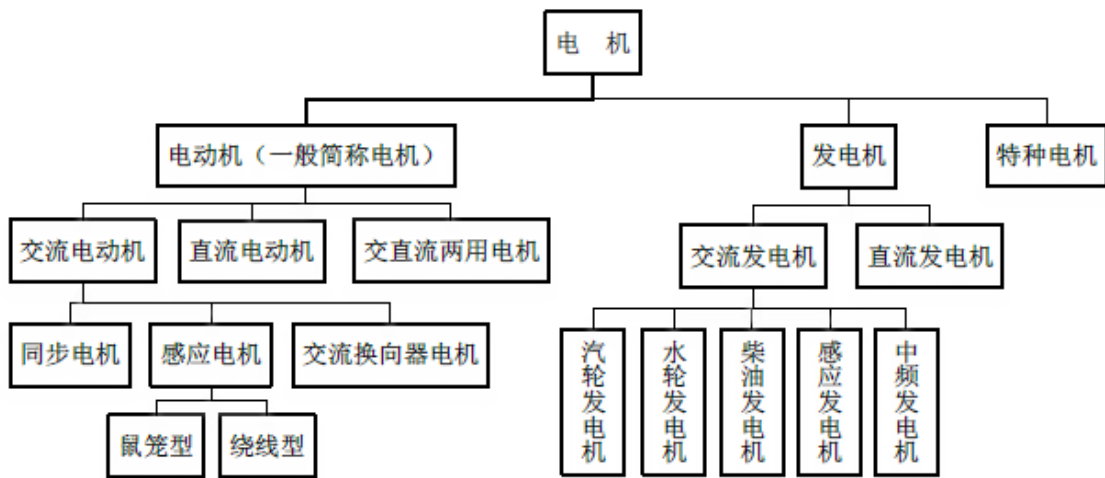 电 机
电动机（一般简称电机）
发电机
特种电机
交流电动机
直流电动机
交直流两用电机
交流发电机
直流发电机
同步电机
感应电机
交流换向器电机
汽轮发电机
水轮发电机
柴油发电机
感应发电机
中频发电机
鼠笼型
绕线型